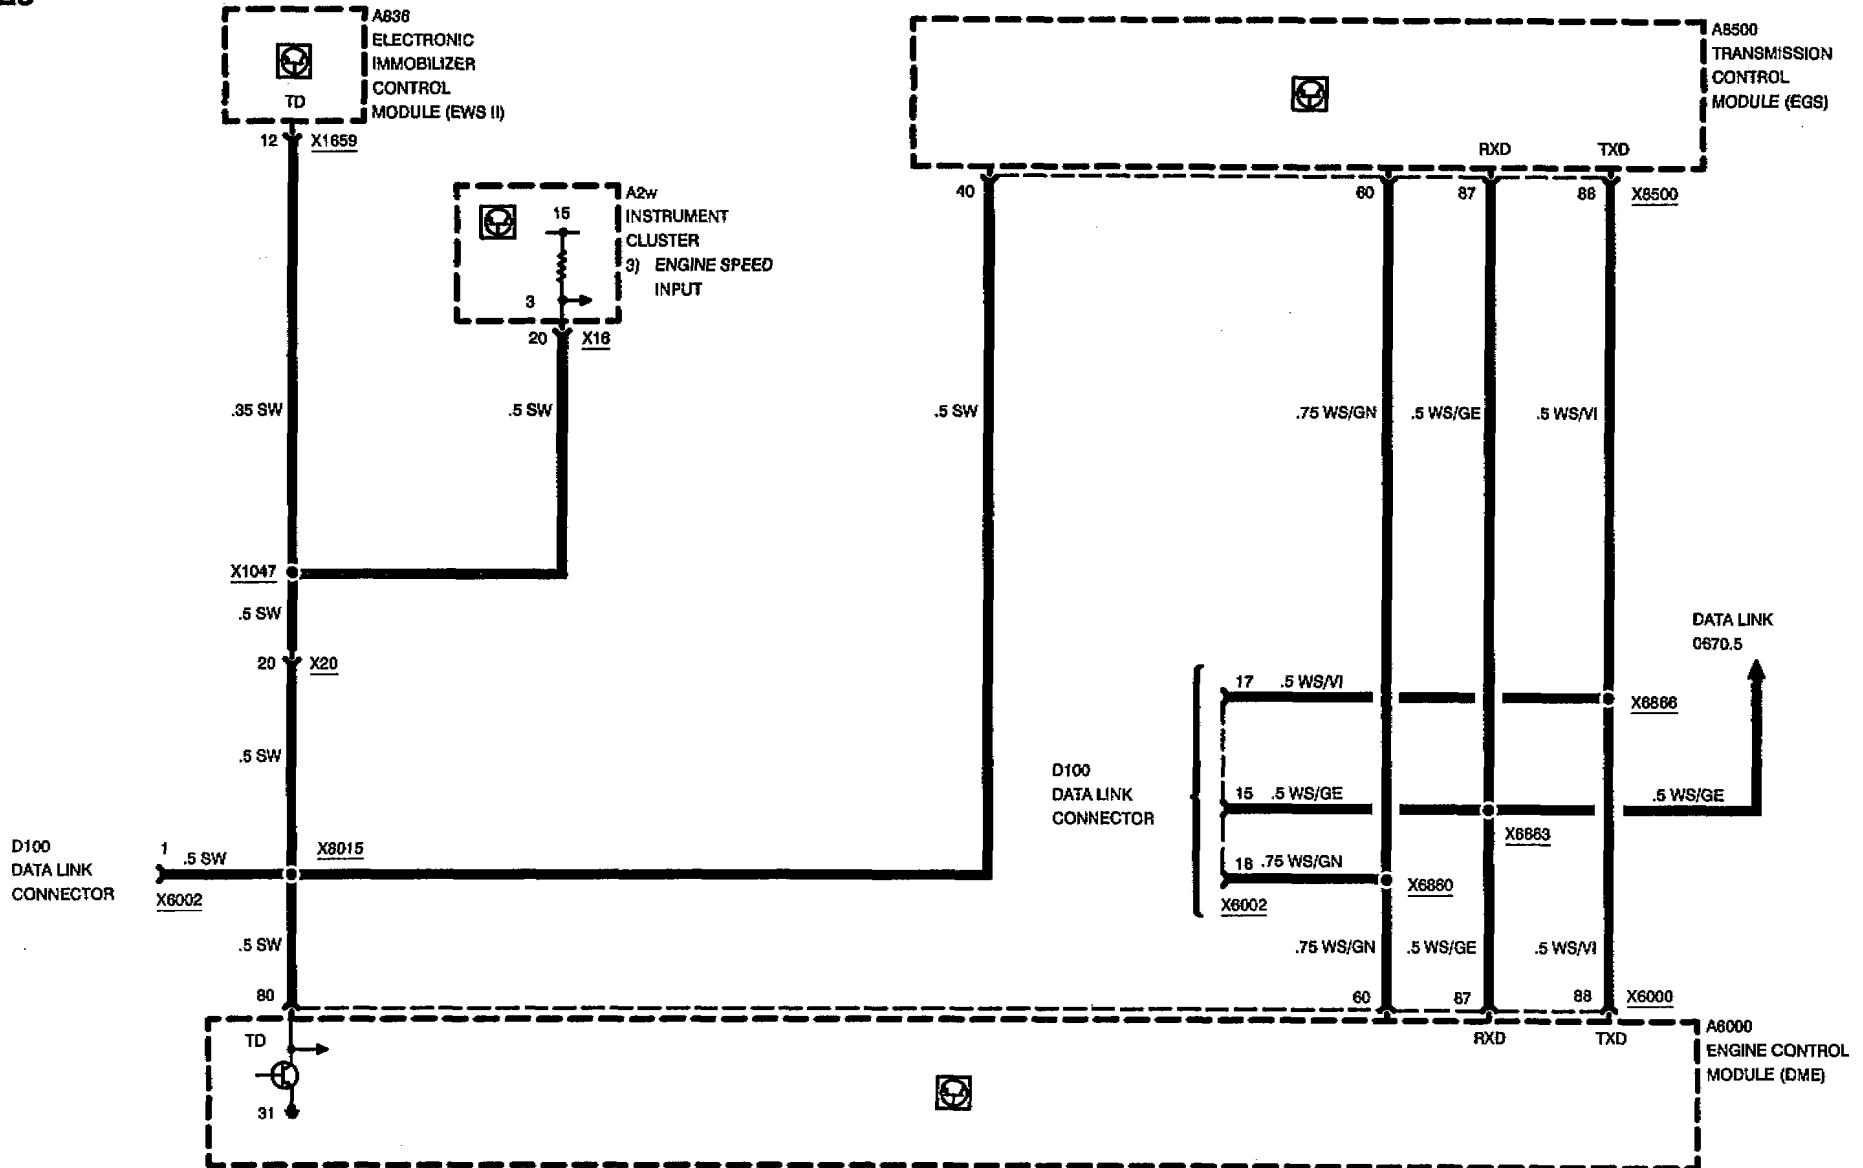 A836
ELECTRONIC
IMMOBILIZER
CONTROL
MODULE (EWS II)
TD
12 X1659
A8500
TRANSMISSION
CONTROL
MODULE (EGS)
RXD TXD
40 60 87 88 X8500
A2w
INSTRUMENT
CLUSTER
3) ENGINE SPEED
INPUT
15
3
20 X16
.35 SW .5 SW .5 SW .75 WS/GN .5 WS/GE .5 WS/VI
X1047
.5 SW
20 X20
.5 SW
DATA LINK
0670.5
17 .5 WS/VI
X6866
D100
DATA LINK
CONNECTOR
15 .5 WS/GE
.5 WS/GE
X6863
18 .75 WS/GN
X6860
X6002
D100
DATA LINK
CONNECTOR
1 .5 SW
X6002
X8015
.5 SW .75 WS/GN .5 WS/GE .5 WS/VI
80 60 87 88 X6000
TD RXD TXD
31
A6000
ENGINE CONTROL
MODULE (DME)